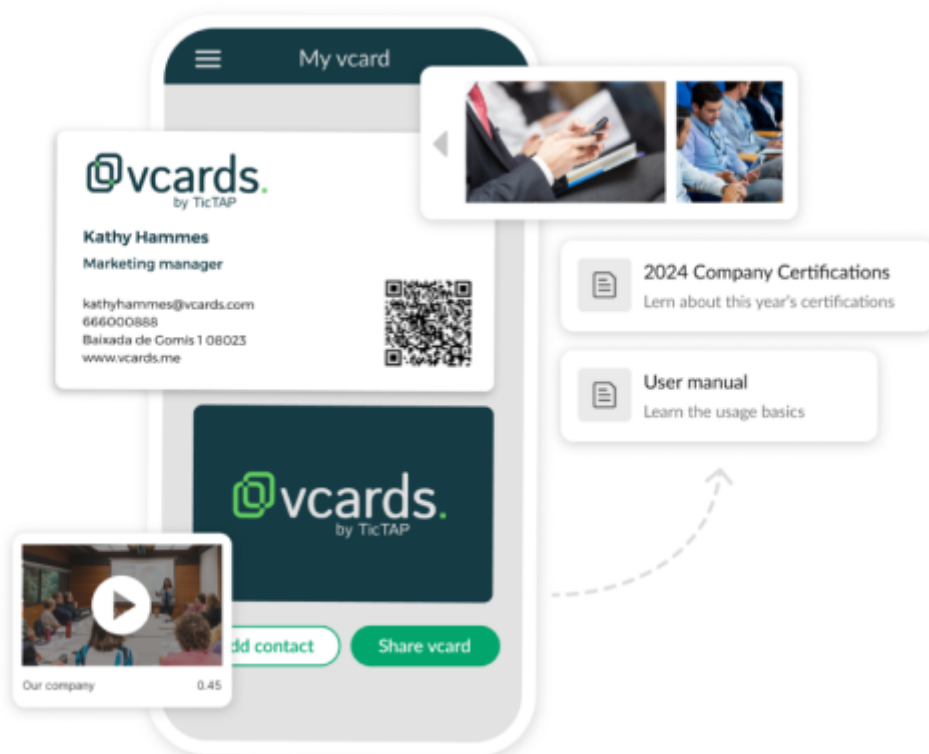 My vcard
vcards.
by TicTAP
Kathy Hammes
Marketing manager
kathyhammes@vcards.com
666000888
Baixada de Gomis 1 08023
www.vcards.me
2024 Company Certifications
Lern about this year's certifications
User manual
Learn the usage basics
vcards.
by TicTAP
Our company 0.45
dd contact
Share vcard